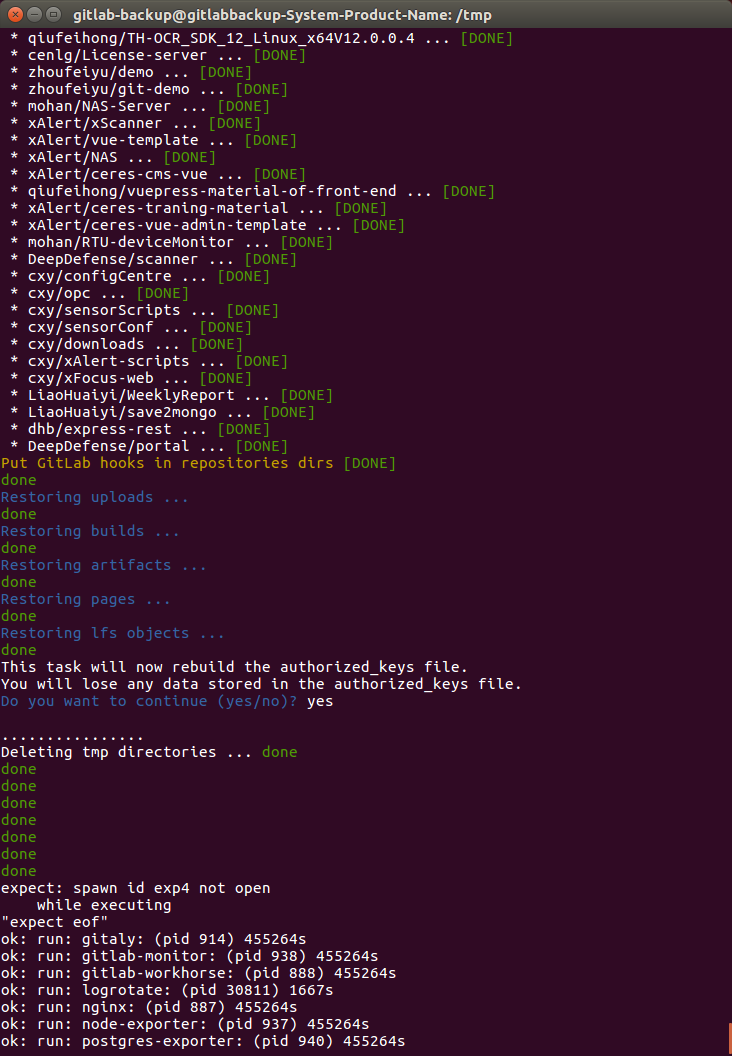 gitlab-backup@gitlabbackup-System-Product-Name: /tmp
* qiufeihong/TH-OCR_SDK_12_Linux_x64V12.0.0.4 ... [DONE]
* cenlg/License-server ... [DONE]
* zhoufeiyu/demo ... [DONE]
* zhoufeiyu/git-demo ... [DONE]
* mohan/NAS-Server ... [DONE]
* xAlert/xScanner ... [DONE]
* xAlert/vue-template ... [DONE]
* xAlert/NAS ... [DONE]
* xAlert/ceres-cms-vue ... [DONE]
* qiufeihong/vuepress-material-of-front-end ... [DONE]
* xAlert/ceres-traning-material ... [DONE]
* xAlert/ceres-vue-admin-template ... [DONE]
* mohan/RTU-deviceMonitor ... [DONE]
* DeepDefense/scanner ... [DONE]
* cxy/configCentre ... [DONE]
* cxy/opc ... [DONE]
* cxy/sensorScripts ... [DONE]
* cxy/sensorConf ... [DONE]
* cxy/downloads ... [DONE]
* cxy/xAlert-scripts ... [DONE]
* cxy/xFocus-web ... [DONE]
* LiaoHuaiyi/WeeklyReport ... [DONE]
* LiaoHuaiyi/save2mongo ... [DONE]
* dhb/express-rest ... [DONE]
* DeepDefense/portal ... [DONE]
Put GitLab hooks in repositories dirs [DONE]
done
Restoring uploads ...
done
Restoring builds ...
done
Restoring artifacts ...
done
Restoring pages ...
done
Restoring lfs objects ...
done
This task will now rebuild the authorized_keys file.
You will lose any data stored in the authorized_keys file.
Do you want to continue (yes/no)? yes
................
Deleting tmp directories ... done
done
done
done
done
done
done
done
expect: spawn id exp4 not open
while executing
"expect eof"
ok: run: gitaly: (pid 914) 455264s
ok: run: gitlab-monitor: (pid 938) 455264s
ok: run: gitlab-workhorse: (pid 888) 455264s
ok: run: logrotate: (pid 30811) 1667s
ok: run: nginx: (pid 887) 455264s
ok: run: node-exporter: (pid 937) 455264s
ok: run: postgres-exporter: (pid 940) 455264s